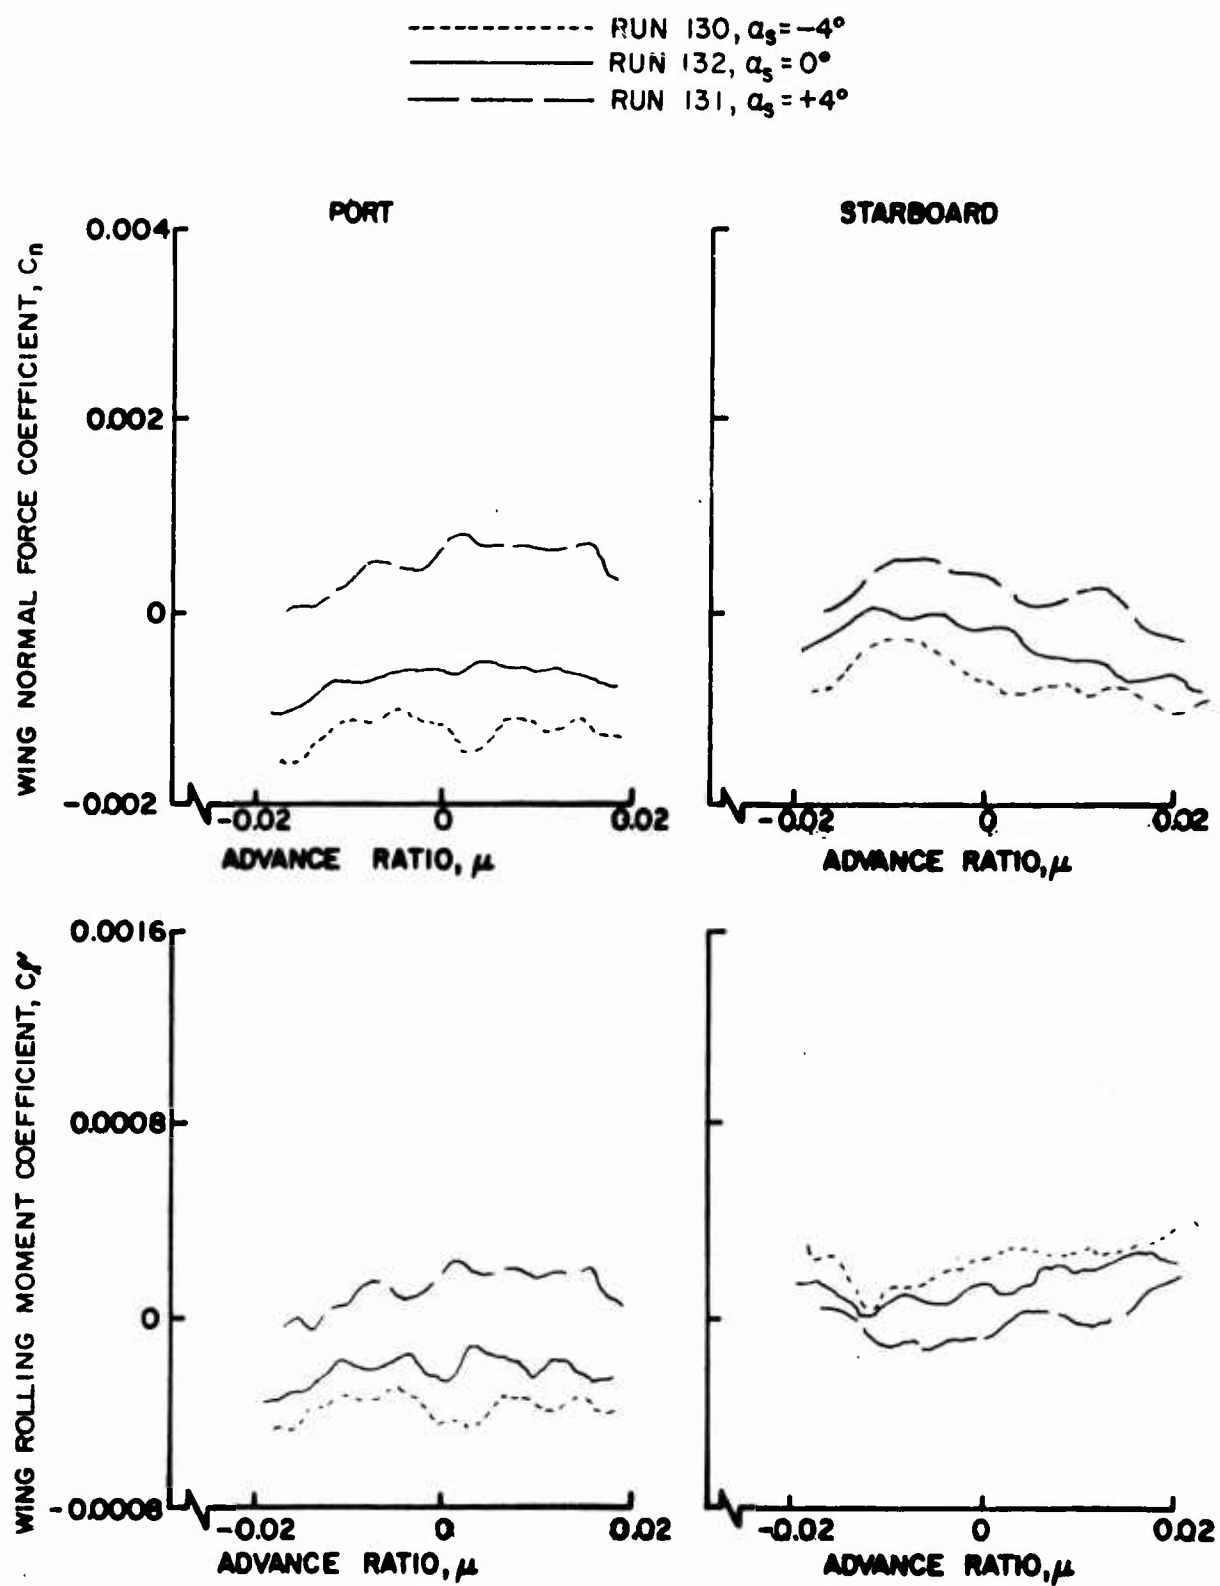 RUN 130, αs=-4°
RUN 132, αs=0°
RUN 131, αs=+4°
PORT
STARBOARD
WING NORMAL FORCE COEFFICIENT, Cn
0.004
0.002
0
-0.002
-0.02 0 0.02
-0.02 0 0.02
ADVANCE RATIO, μ
ADVANCE RATIO, μ
WING ROLLING MOMENT COEFFICIENT, Cℓ
0.0016
0.0008
0
-0.0008
-0.02 0 0.02
-0.02 0 0.02
ADVANCE RATIO, μ
ADVANCE RATIO, μ